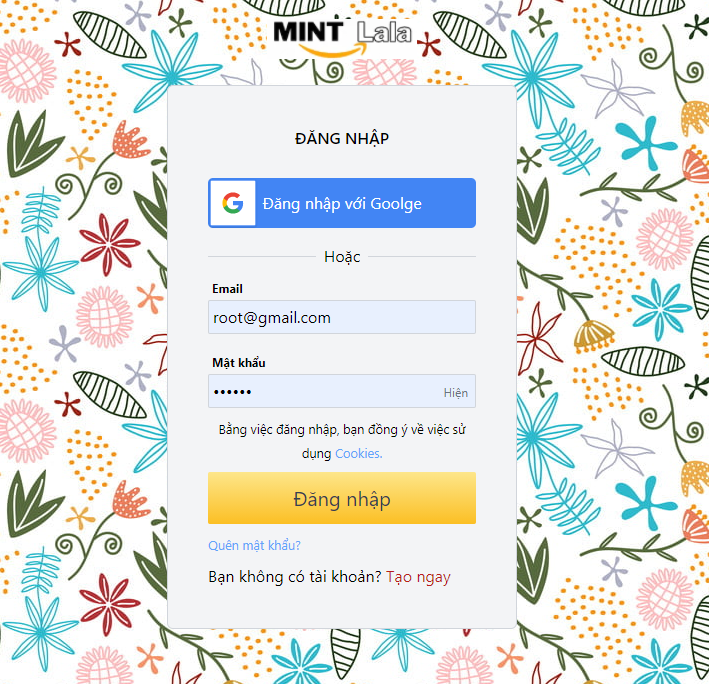 MINT Lala
ĐĂNG NHẬP
Đăng nhập với Goolge
Hoặc
Email
root@gmail.com
Mật khẩu
••••••
Hiện
Bằng việc đăng nhập, bạn đồng ý về việc sử
dụng Cookies.
Đăng nhập
Quên mật khẩu?
Bạn không có tài khoản? Tạo ngay